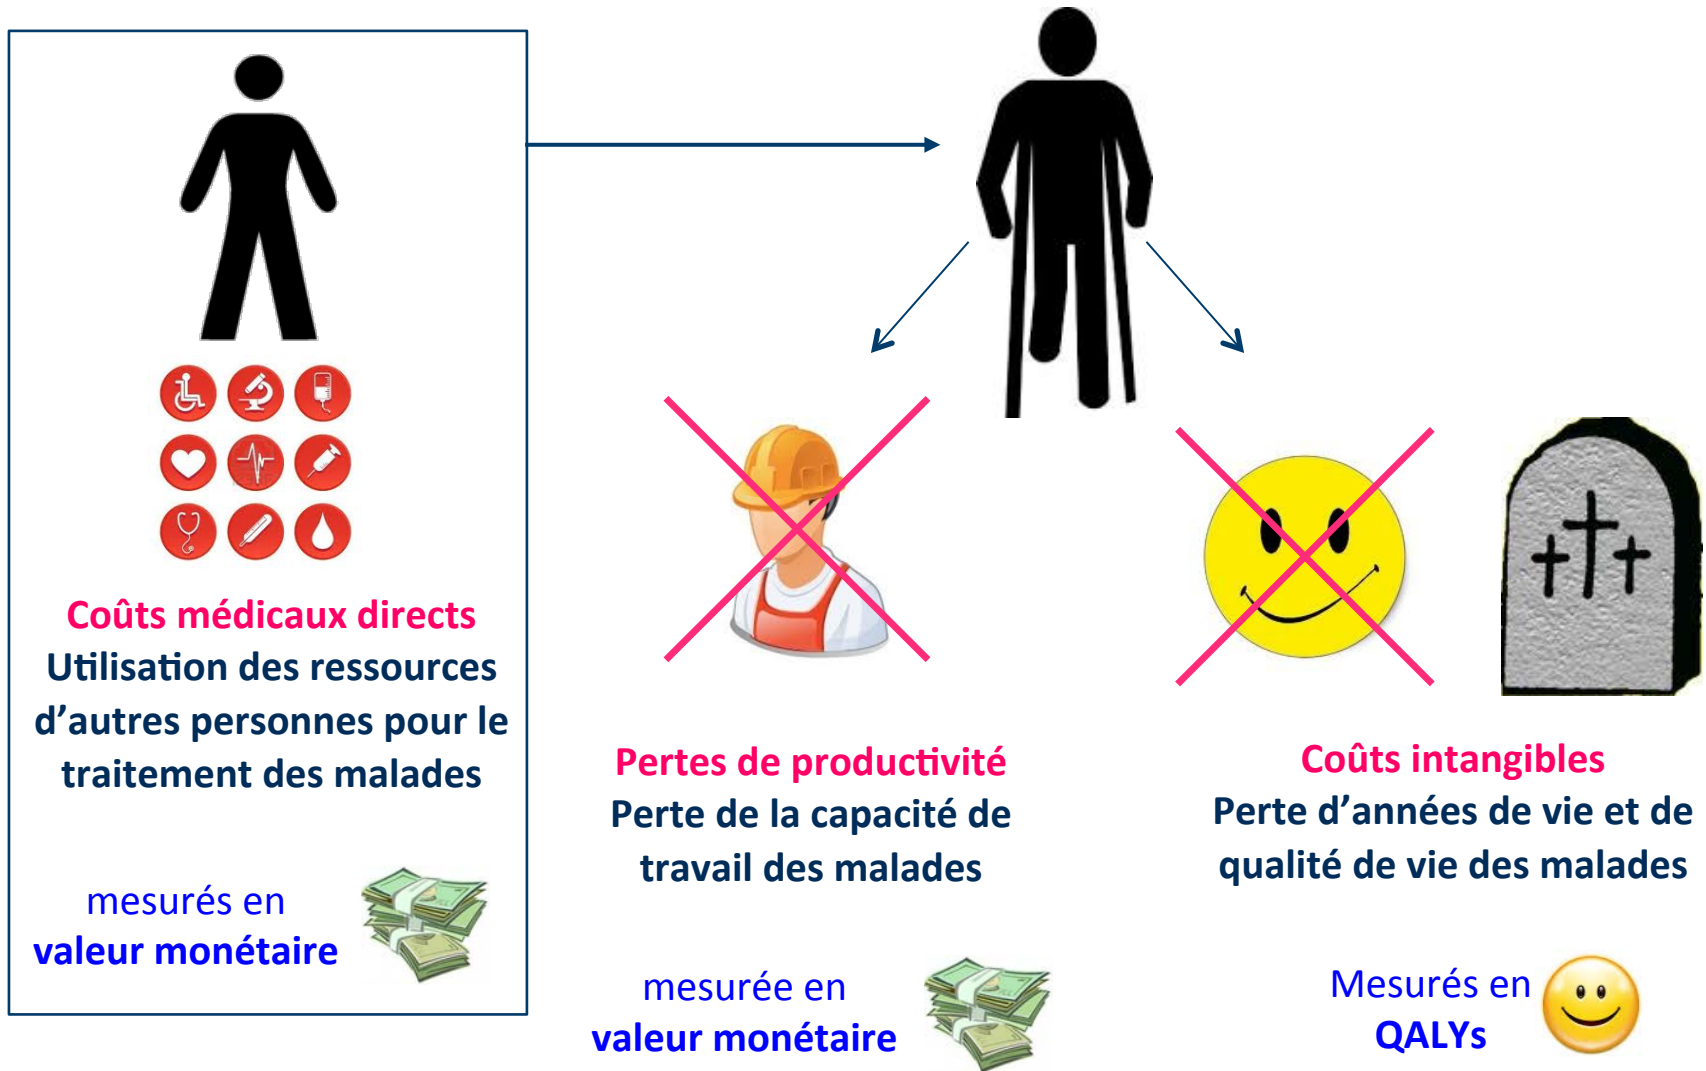 Coûts médicaux directs
Utilisation des ressources
d’autres personnes pour le
traitement des malades
mesurés en
valeur monétaire
Pertes de productivité
Perte de la capacité de
travail des malades
mesurée en
valeur monétaire
Coûts intangibles
Perte d’années de vie et de
qualité de vie des malades
Mesurés en
QALYs